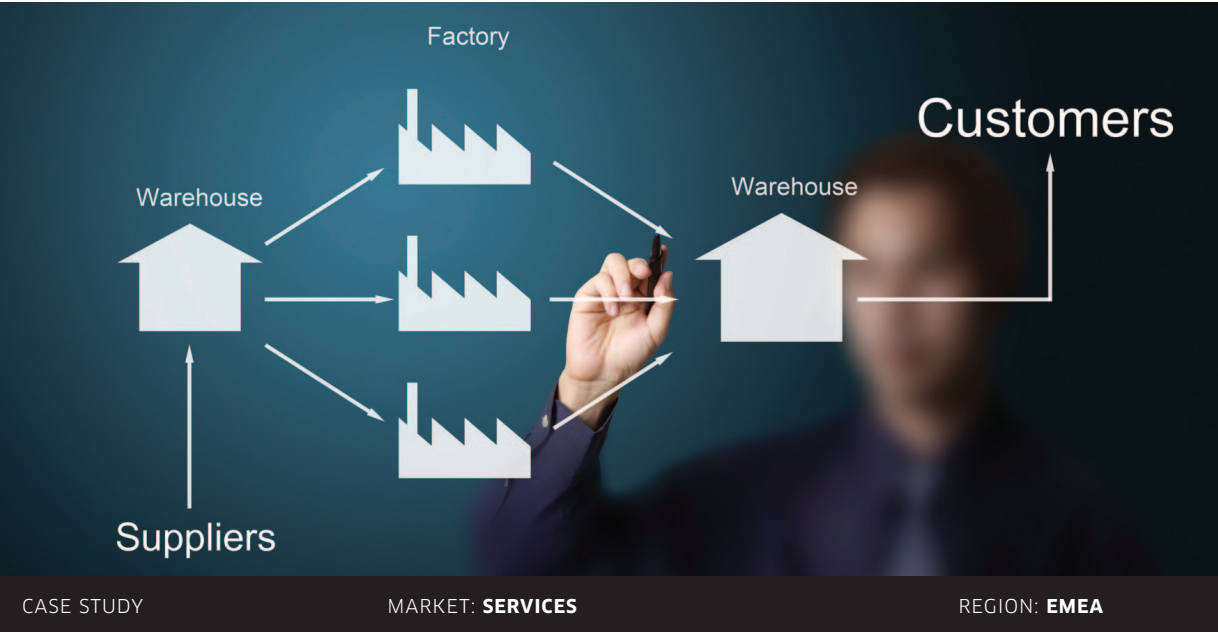 Factory
Customers
Warehouse
Warehouse
Suppliers
CASE STUDY
MARKET: SERVICES
REGION: EMEA